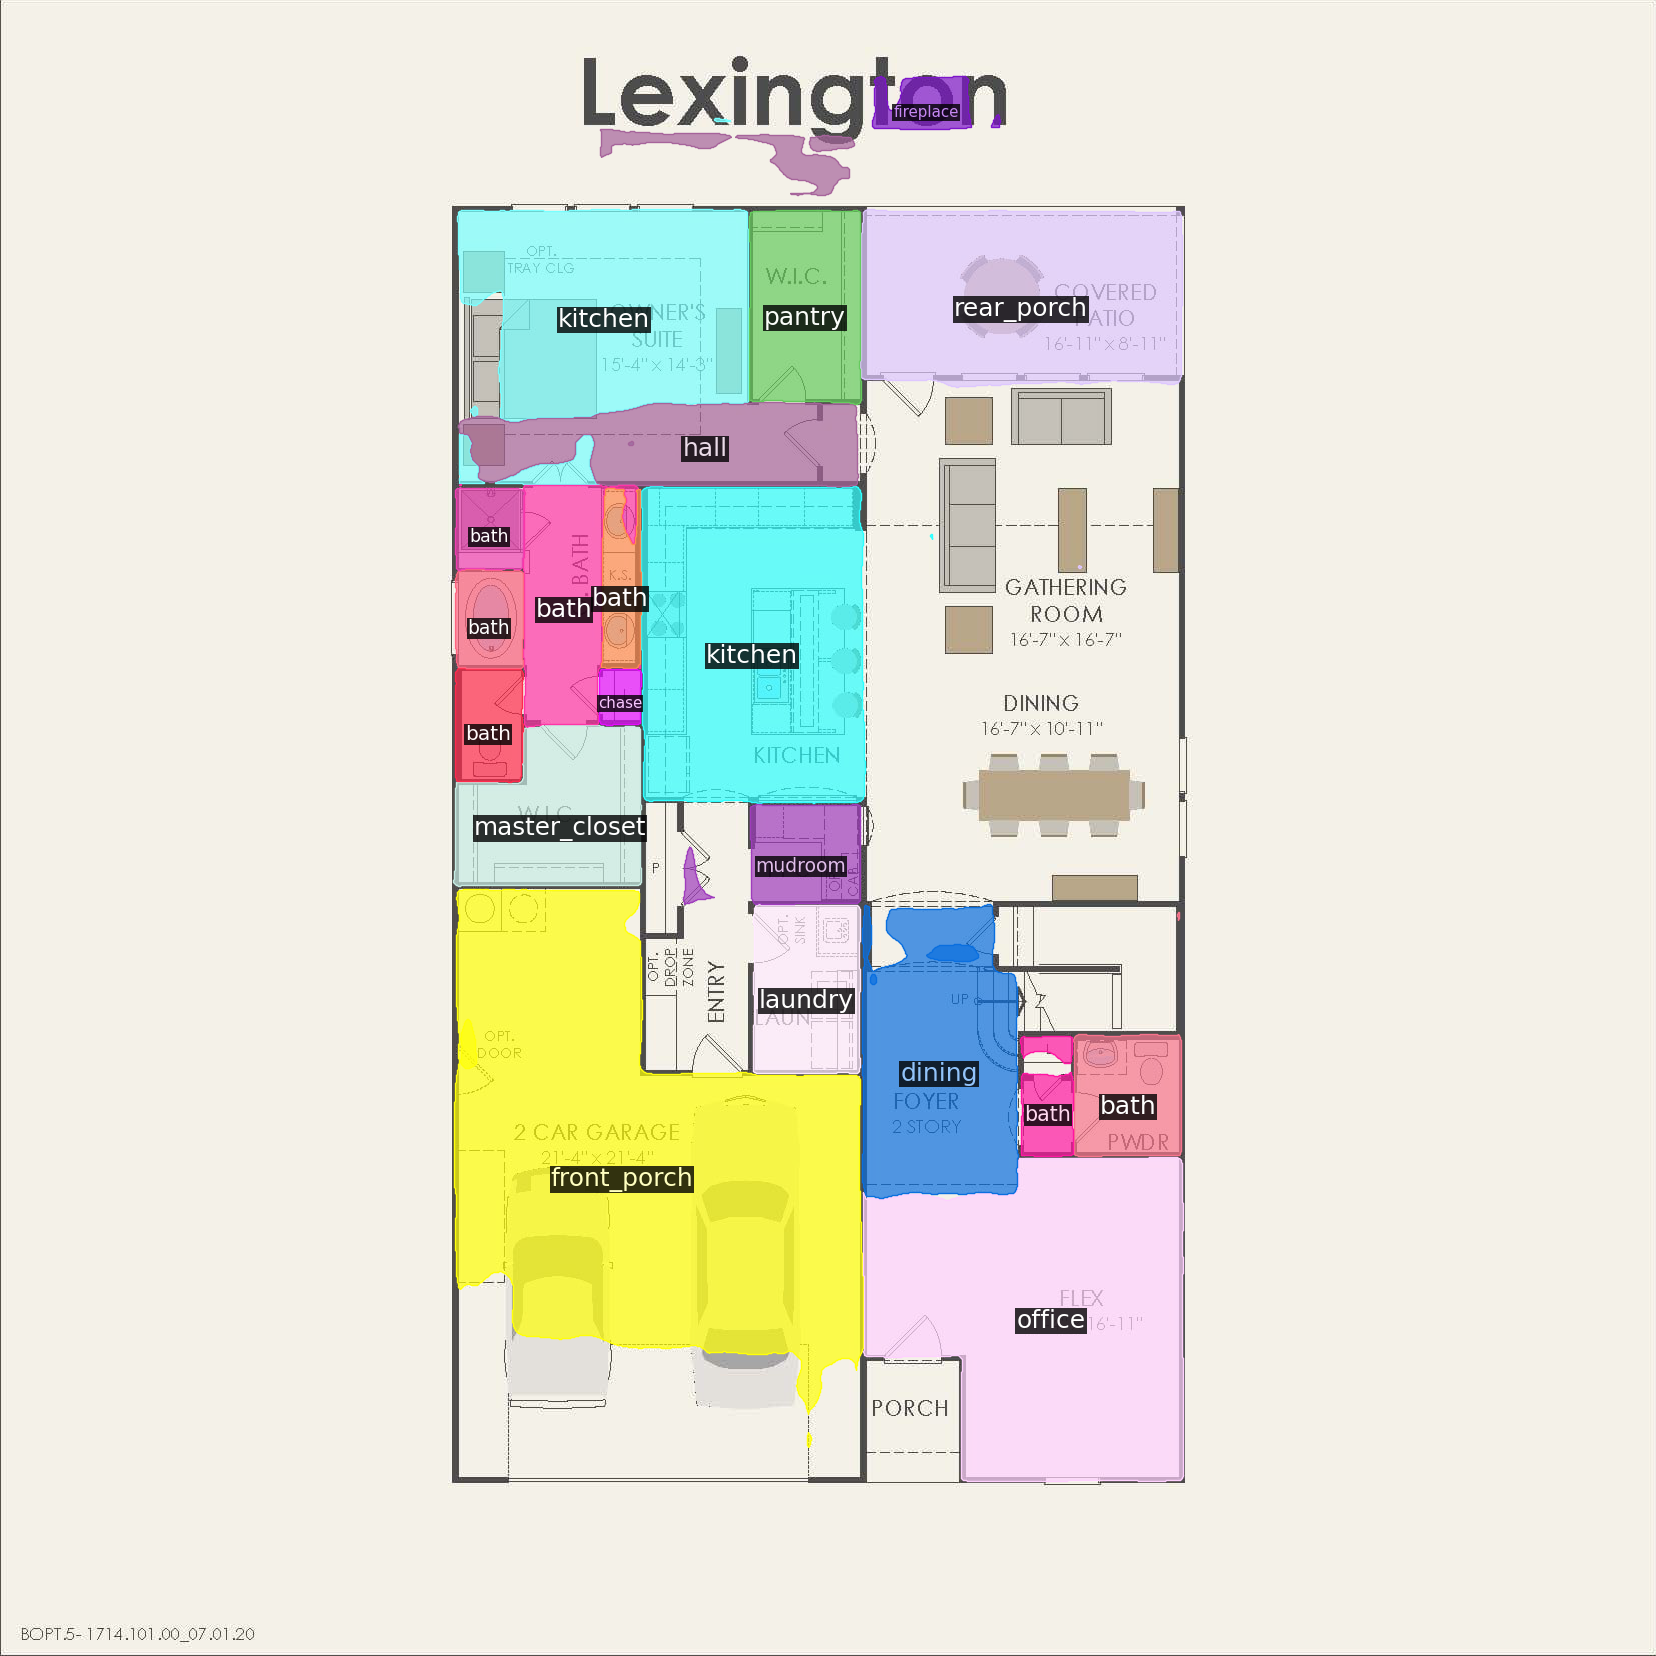 Lexington
fireplace
OPT.
TRAY CLG
kitchen
OWNER'S
SUITE
15'-4" x 14'-3"
W.I.C.
pantry
COVERED
rear_porch
PATIO
16'-11" x 8'-11"
hall
bath
BATH
K.S.
bath
bath
bath
GATHERING
ROOM
16'-7" x 16'-7"
kitchen
chase
bath
DINING
16'-7" x 10'-11"
KITCHEN
W.I.C.
master_closet
P
mudroom
OPT.
CAB.
OPT.
SINK
OPT.
DROP
ZONE
ENTRY
laundry
LAUN
UP
OPT.
DOOR
dining
FOYER
2 STORY
bath
bath
PWDR
2 CAR GARAGE
21'-4" x 21'-4"
front_porch
FLEX
office
16'-11"
PORCH
BOPT.5- 1714.101.00_07.01.20